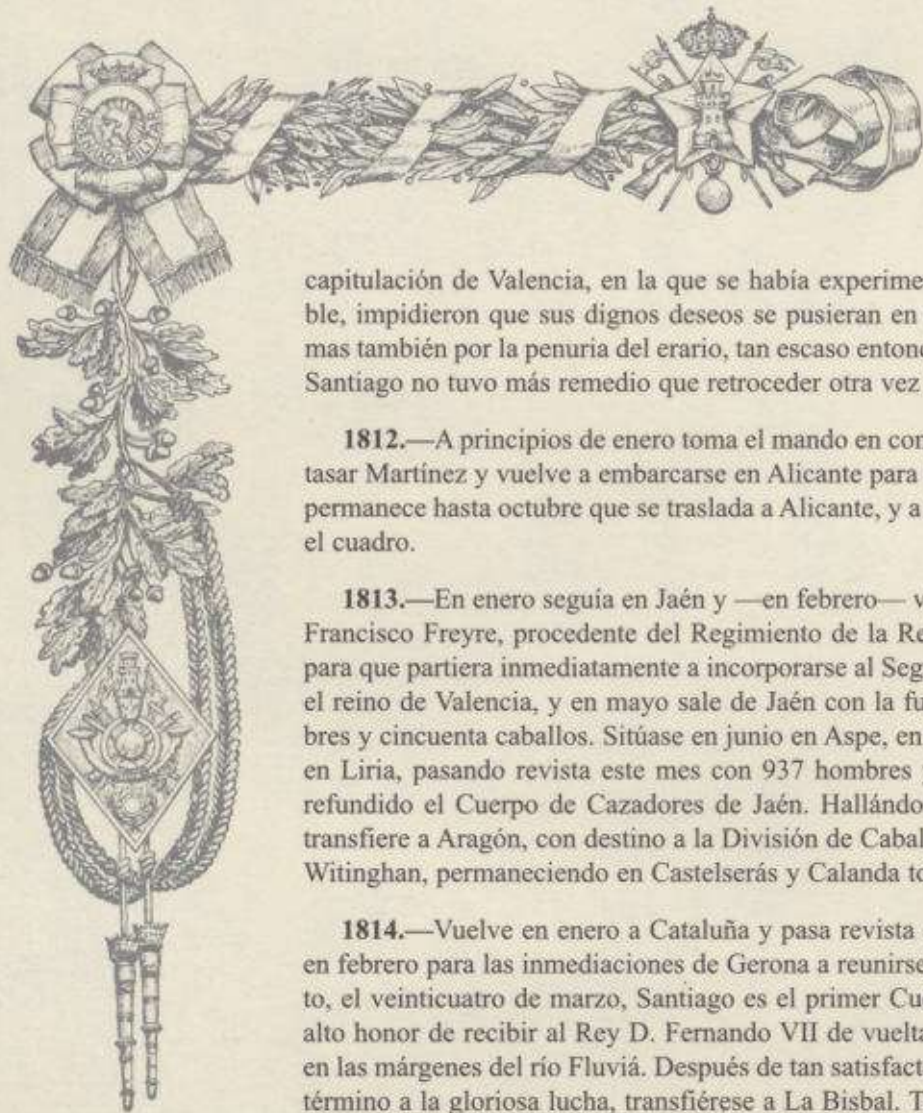 capitulación de Valencia, en la que se había experime
ble, impidieron que sus dignos deseos se pusieran en
mas también por la penuria del erario, tan escaso enton
Santiago no tuvo más remedio que retroceder otra vez
1812.—A principios de enero toma el mando en co
tasar Martínez y vuelve a embarcarse en Alicante para
permanece hasta octubre que se traslada a Alicante, y a
el cuadro.
1813.—En enero seguía en Jaén y —en febrero— v
Francisco Freyre, procedente del Regimiento de la Re
para que partiera inmediatamente a incorporarse al Seg
el reino de Valencia, y en mayo sale de Jaén con la fu
bres y cincuenta caballos. Sitúase en junio en Aspe, en
en Liria, pasando revista este mes con 937 hombres
refundido el Cuerpo de Cazadores de Jaén. Hallándo
transfiere a Aragón, con destino a la División de Cabal
Witinghan, permaneciendo en Castelserás y Calanda to
1814.—Vuelve en enero a Cataluña y pasa revista
en febrero para las inmediaciones de Gerona a reunirse
to, el veinticuatro de marzo, Santiago es el primer Cu
alto honor de recibir al Rey D. Fernando VII de vuelta
en las márgenes del río Fluviá. Después de tan satisfact
término a la gloriosa lucha, transfiérese a La Bisbal. T